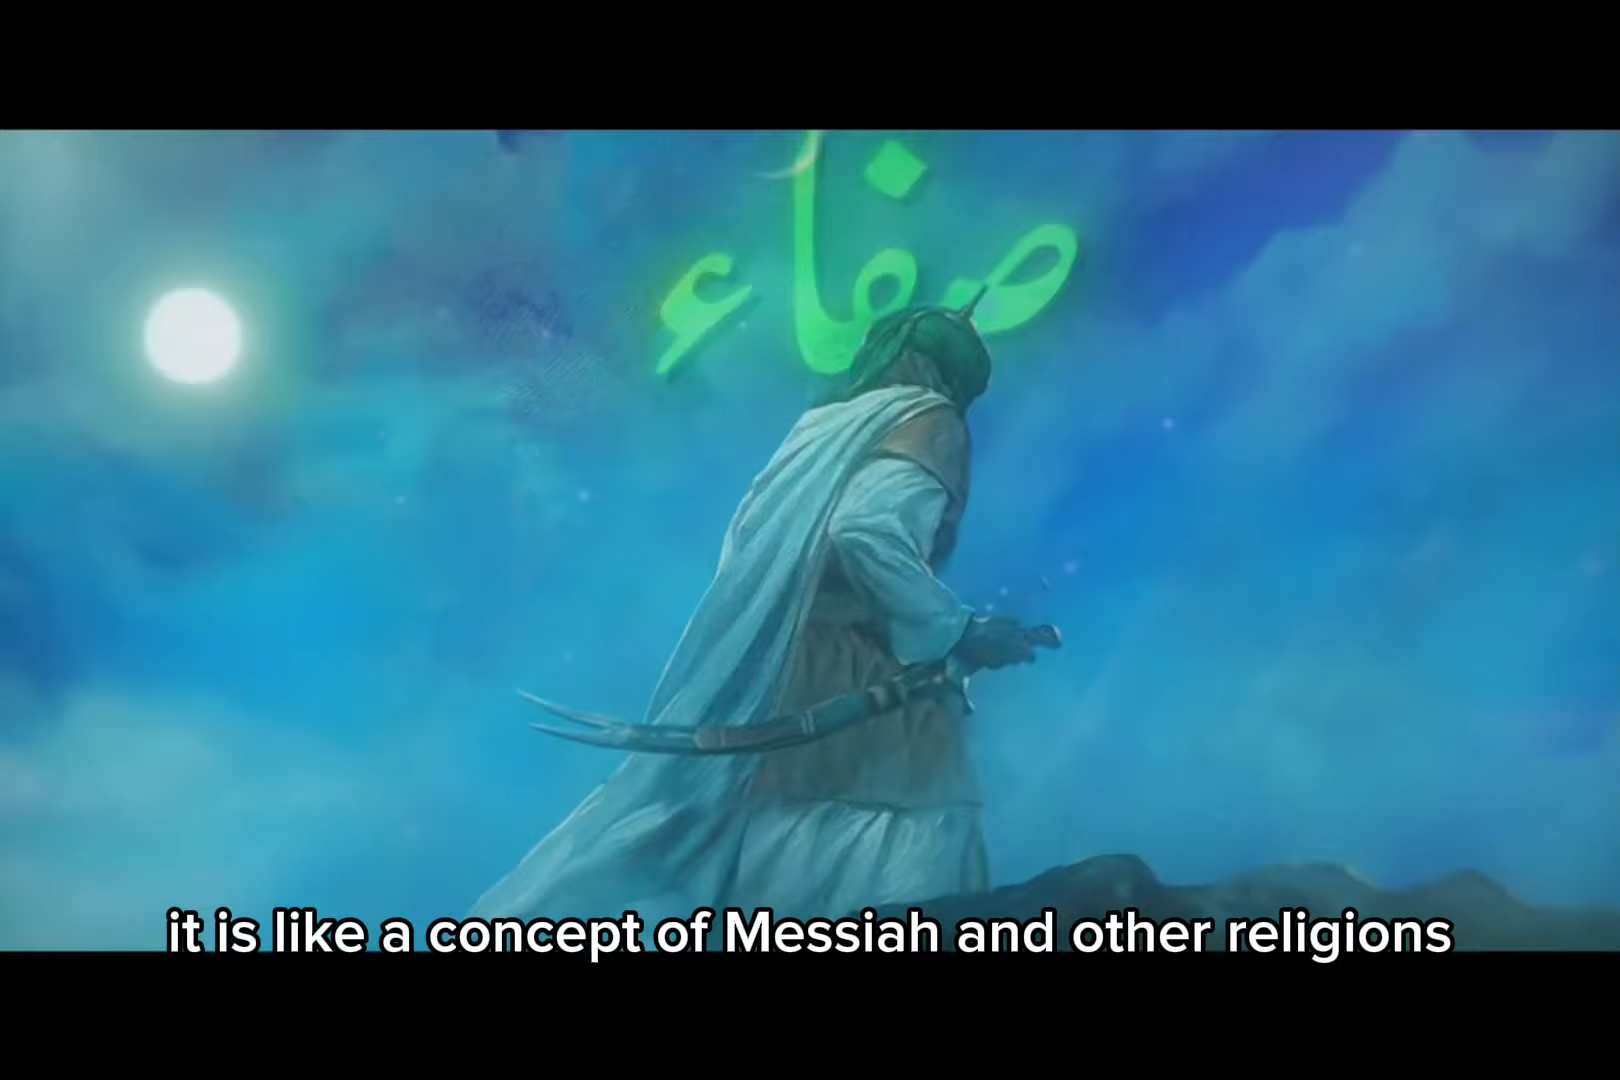 صفاء
it is like a concept of Messiah and other religions